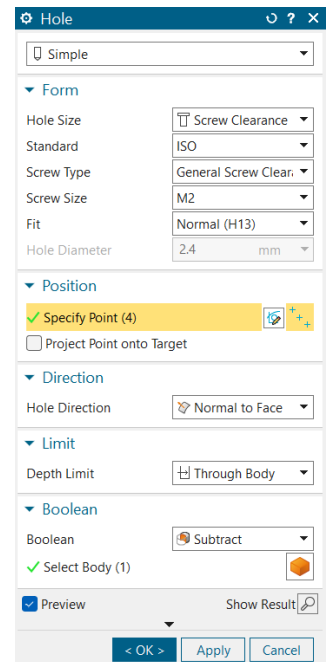 Hole ? ×
Simple
Form
Hole Size Screw Clearance
Standard ISO
Screw Type General Screw
Screw Size M2
Fit Normal (H13)
Hole Diameter 2.4 mm
Position
Specify Point (4)
Project Point onto Target
Direction
Hole Direction Normal to Face
Limit
Depth Limit Through Body
Boolean
Boolean Subtract
Select Body (1)
Preview Show Result
< OK > Apply Cancel